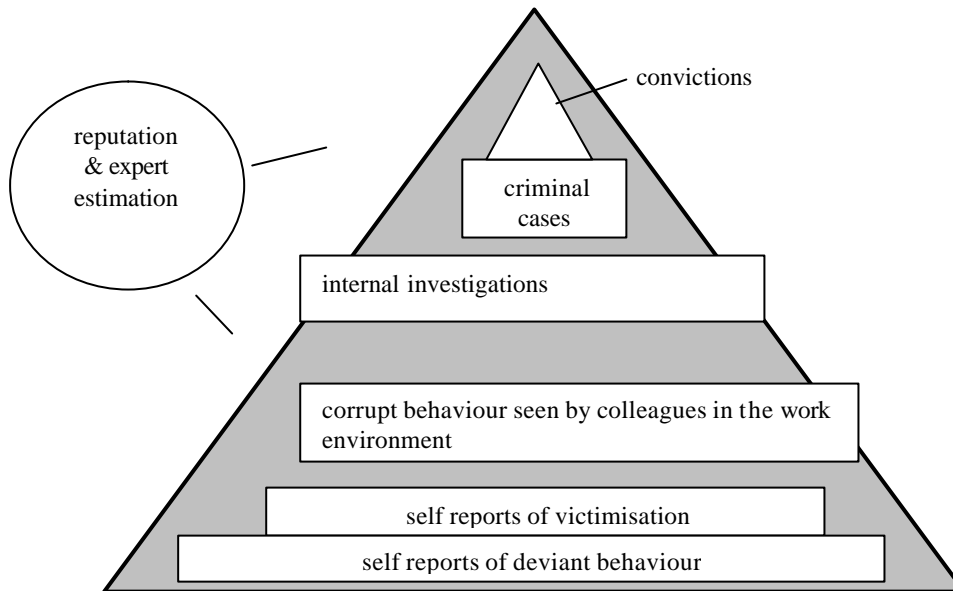 convictions
reputation
& expert
estimation
criminal
cases
internal investigations
corrupt behaviour seen by colleagues in the work
environment
self reports of victimisation
self reports of deviant behaviour